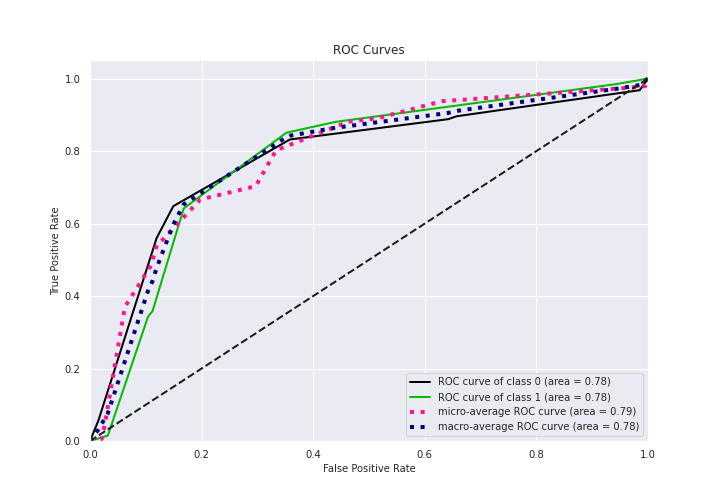 ROC Curves
1.0
0.8
0.6
0.4
0.2
0.0
True Positive Rate
ROC curve of class 0 (area = 0.78)
ROC curve of class 1 (area = 0.78)
micro-average ROC curve (area = 0.79)
macro-average ROC curve (area = 0.78)
0.0 0.2 0.4 0.6 0.8 1.0
False Positive Rate